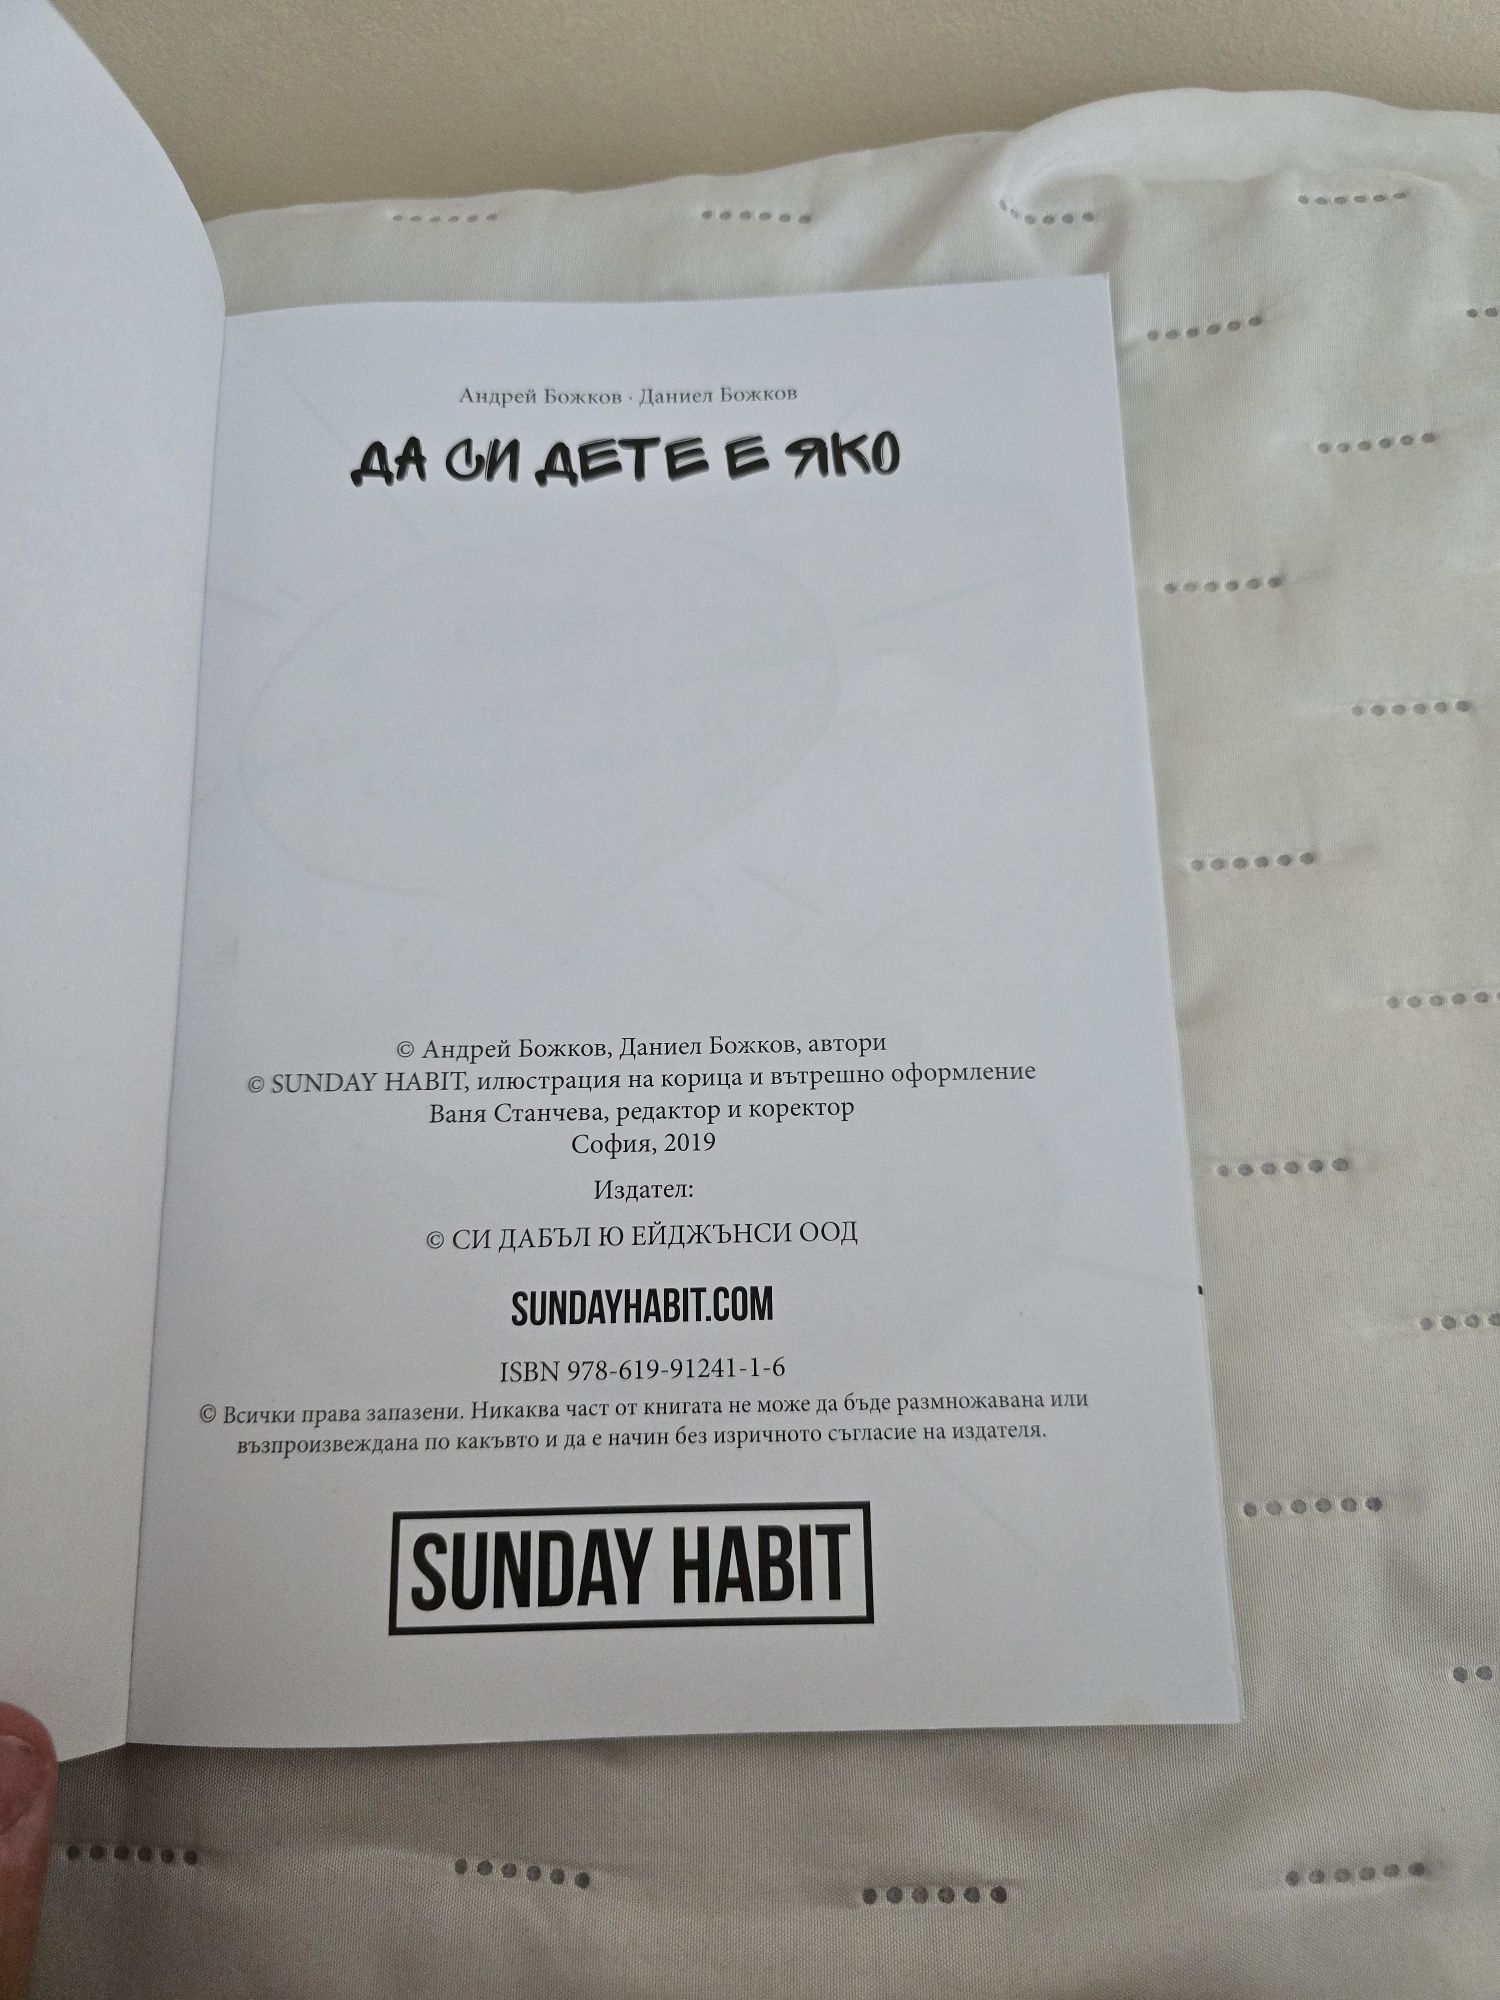 Андрей Божков · Даниел Божков
ДА СИ ДЕТЕ Е ЯКО
© Андрей Божков, Даниел Божков, автори
© SUNDAY HABIT, илюстрация на корица и вътрешно оформление
Ваня Станчева, редактор и коректор
София, 2019
Издател:
© СИ ДАБЪЛ Ю ЕЙДЖЪНСИ ООД
SUNDAYHABIT.COM
ISBN 978-619-91241-1-6
© Всички права запазени. Никаква част от книгата не може да бъде размножавана или
възпроизвеждана по какъвто и да е начин без изричното съгласие на издателя.
SUNDAY HABIT